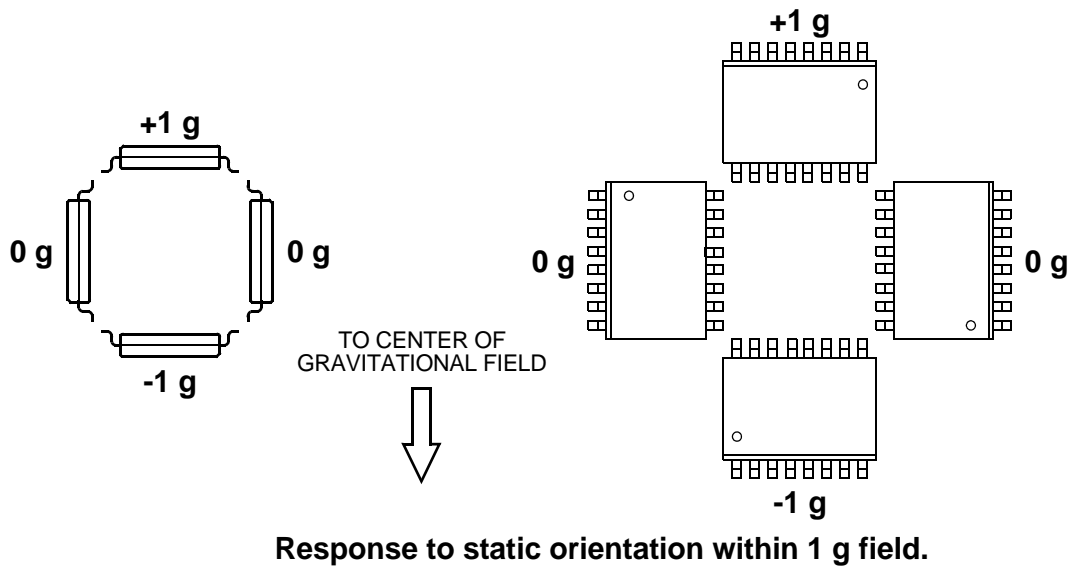 +1 g
+1 g
0 g
0 g
0 g
0 g
TO CENTER OF
GRAVITATIONAL FIELD
-1 g
-1 g
Response to static orientation within 1 g field.